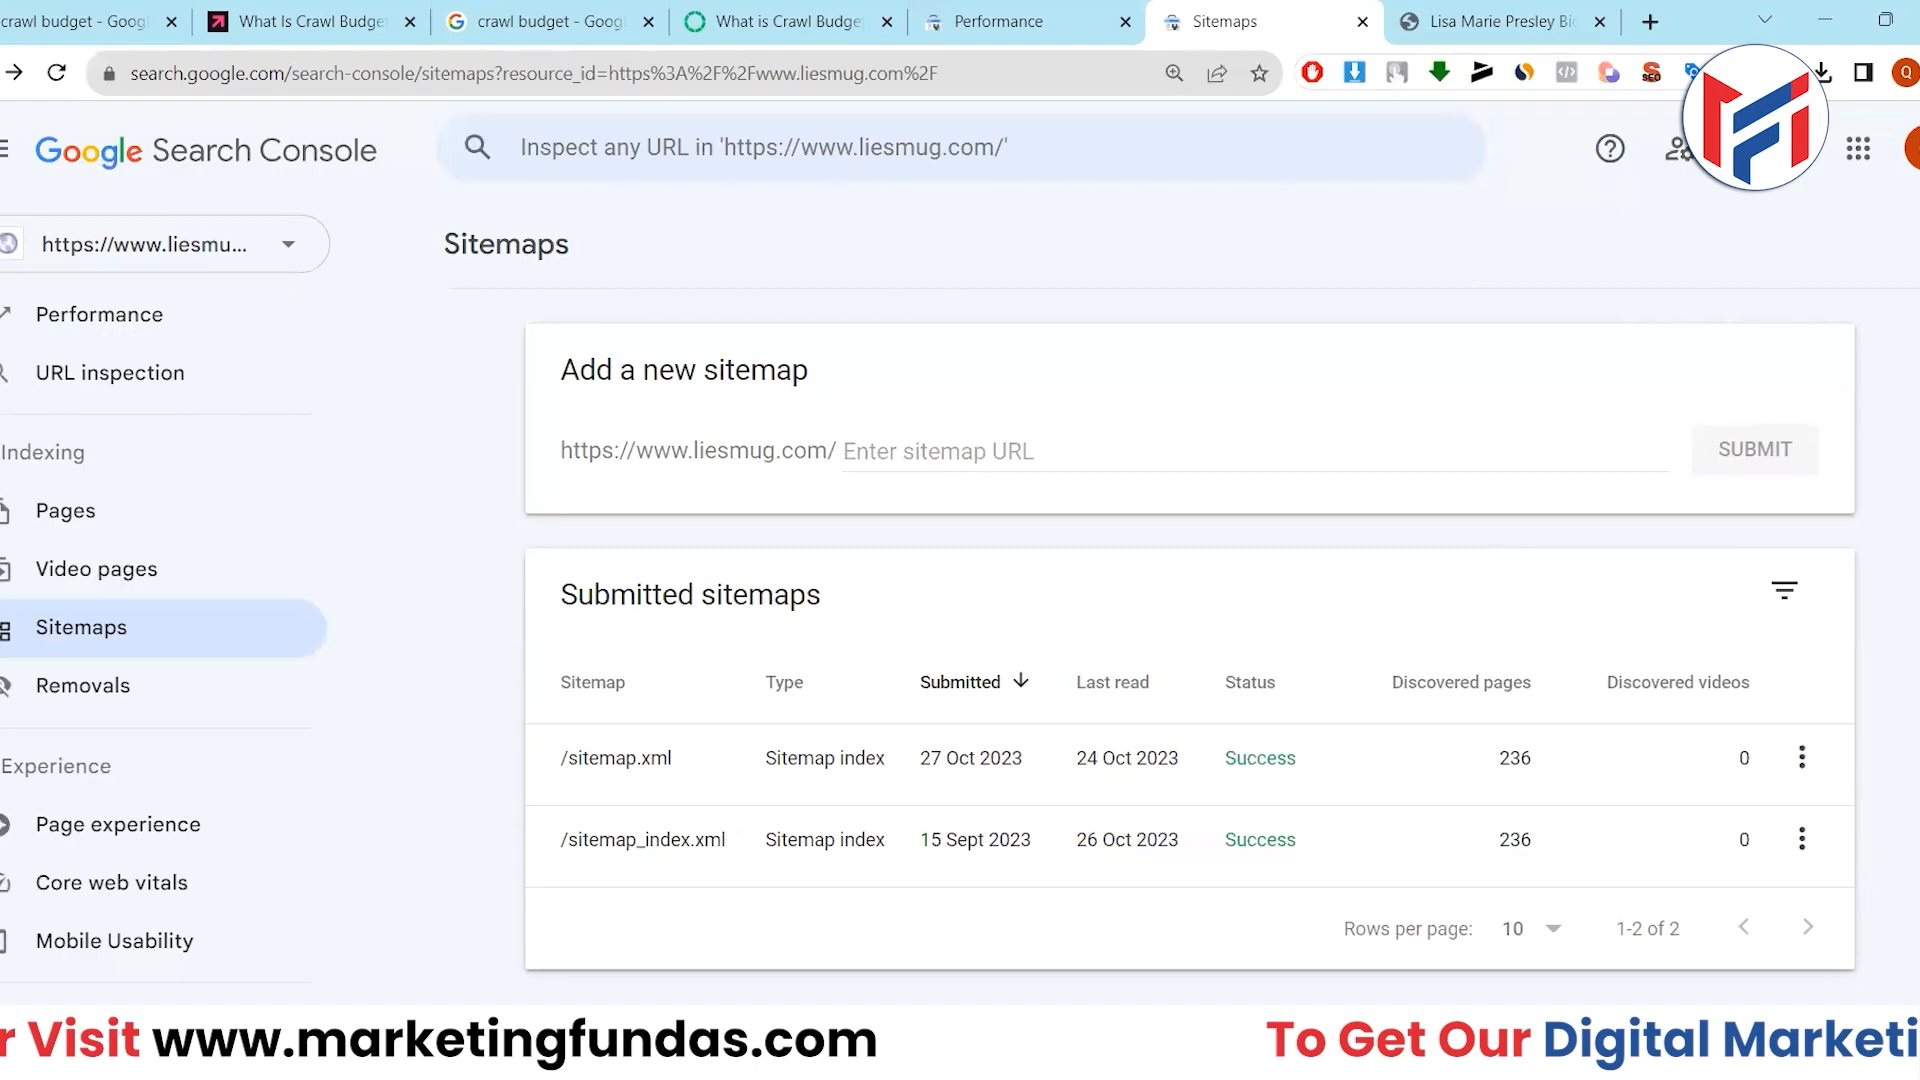 crawl budget - Goog
What Is Crawl Budge
crawl budget - Goog
What is Crawl Budge
Performance
Sitemaps
Lisa Marie Presley Bio
search.google.com/search-console/sitemaps?resource_id=https%3A%2F%2Fwww.liesmug.com%2F
SEO
Q
Google Search Console
Inspect any URL in 'https://www.liesmug.com/'
https://www.liesmu...
Sitemaps
Performance
URL inspection
Indexing
Pages
Video pages
Sitemaps
Removals
Experience
Page experience
Core web vitals
Mobile Usability
Add a new sitemap
https://www.liesmug.com/ Enter sitemap URL
SUBMIT
Submitted sitemaps
Sitemap Type Submitted Last read Status Discovered pages Discovered videos
/sitemap.xml Sitemap index 27 Oct 2023 24 Oct 2023 Success 236 0
/sitemap_index.xml Sitemap index 15 Sept 2023 26 Oct 2023 Success 236 0
Rows per page: 10 1-2 of 2
r Visit www.marketingfundas.com To Get Our Digital Marketi